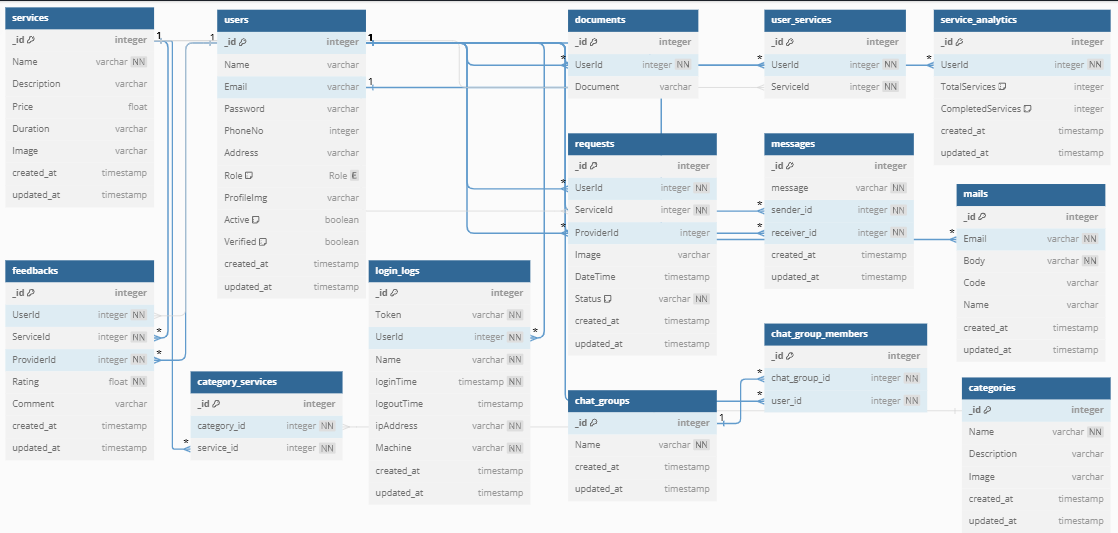 services
_id integer
Name varchar NN
Description varchar
Price float
Duration varchar
Image varchar
created_at timestamp
updated_at timestamp
users
_id integer
Name varchar
Email varchar
Password varchar
PhoneNo integer
Address varchar
Role Role E
ProfileImg varchar
Active boolean
Verified boolean
created_at timestamp
updated_at timestamp
documents
_id integer
UserId integer NN
Document varchar
user_services
_id integer
UserId integer NN
ServiceId integer NN
service_analytics
_id integer
UserId integer NN
TotalServices integer
CompletedServices integer
created_at timestamp
updated_at timestamp
requests
_id integer
UserId integer NN
ServiceId integer NN
ProviderId integer
Image varchar
DateTime timestamp
Status varchar NN
created_at timestamp
updated_at timestamp
messages
_id integer
message varchar NN
sender_id integer NN
receiver_id integer NN
created_at timestamp
updated_at timestamp
mails
_id integer
Email varchar NN
Body varchar NN
Code varchar
Name varchar
created_at timestamp
updated_at timestamp
feedbacks
_id integer
UserId integer NN
ServiceId integer NN
ProviderId integer NN
Rating float NN
Comment varchar
created_at timestamp
updated_at timestamp
login_logs
_id integer
Token varchar NN
UserId integer NN
Name varchar NN
loginTime timestamp NN
logoutTime timestamp
ipAddress varchar NN
Machine varchar NN
created_at timestamp
updated_at timestamp
category_services
_id integer
category_id integer NN
service_id integer NN
chat_groups
_id integer
Name varchar NN
created_at timestamp
updated_at timestamp
chat_group_members
_id integer
chat_group_id integer NN
user_id integer NN
categories
_id integer
Name varchar NN
Description varchar
Image varchar
created_at timestamp
updated_at timestamp
1
1
1
1
1
*
*
*
*
*
*
*
*
*
*
*
*
*
*